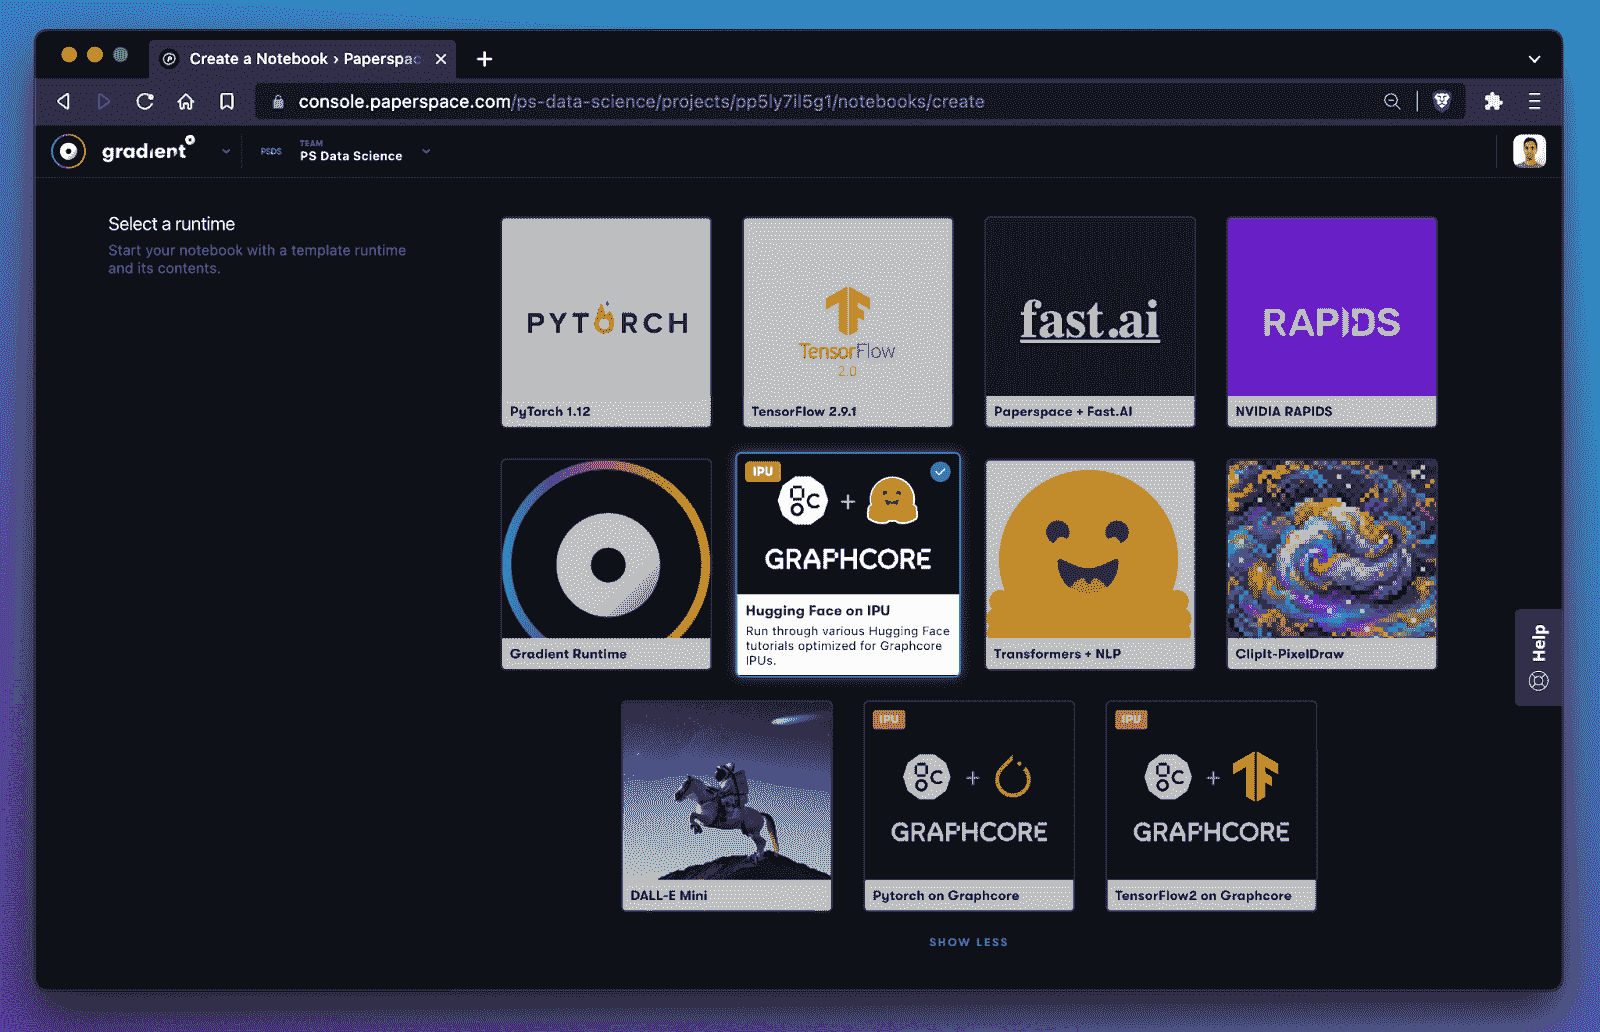 Create a Notebook › Paperspac
console.paperspace.com/ps-data-science/projects/pp5ly7il5g1/notebooks/create
gradient
PSDS
TEAM
PS Data Science
Select a runtime
Start your notebook with a template runtime
and its contents.
PYTORCH
PyTorch 1.12
TensorFlow
2.0
TensorFlow 2.9.1
fast.ai
Paperspace + Fast.AI
RAPIDS
NVIDIA RAPIDS
Gradient Runtime
IPU
GC
+
GRAPHCORE
Hugging Face on IPU
Run through various Hugging Face
tutorials optimized for Graphcore
IPUs.
Transformers + NLP
ClipIt-PixelDraw
Help
DALL-E Mini
IPU
GC
+
GRAPHCORE
Pytorch on Graphcore
IPU
GC
+
GRAPHCORE
TensorFlow2 on Graphcore
SHOW LESS